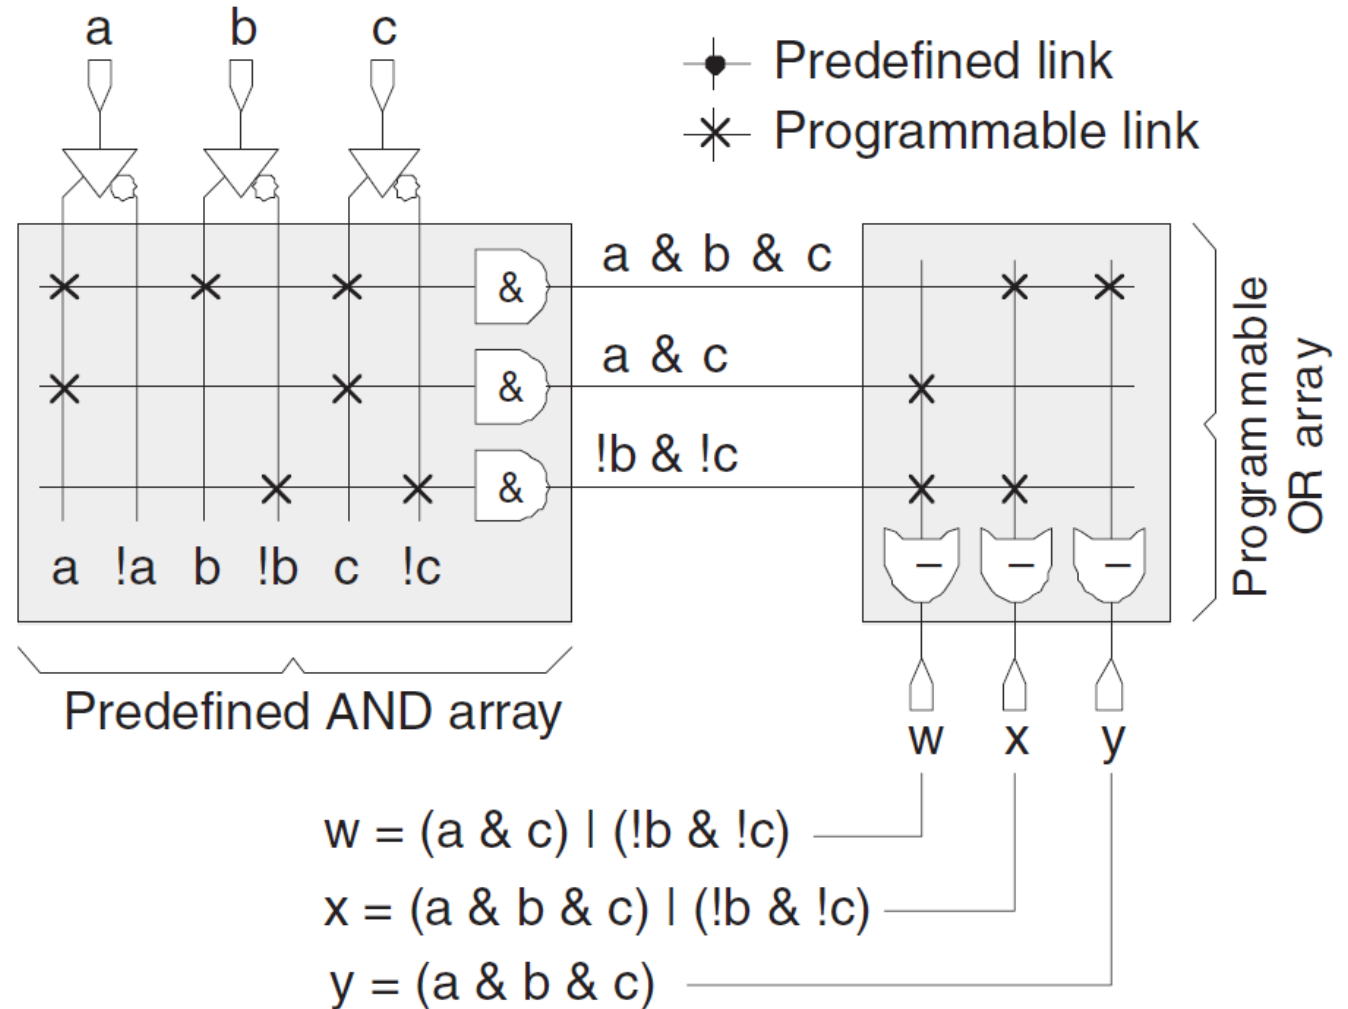 a b c
Predefined link
Programmable link
a & b & c
&
a & c
&
!b & !c
&
a !a b !b c !c
Programmable
OR array
Predefined AND array
w x y
w = (a & c) | (!b & !c)
x = (a & b & c) | (!b & !c)
y = (a & b & c)